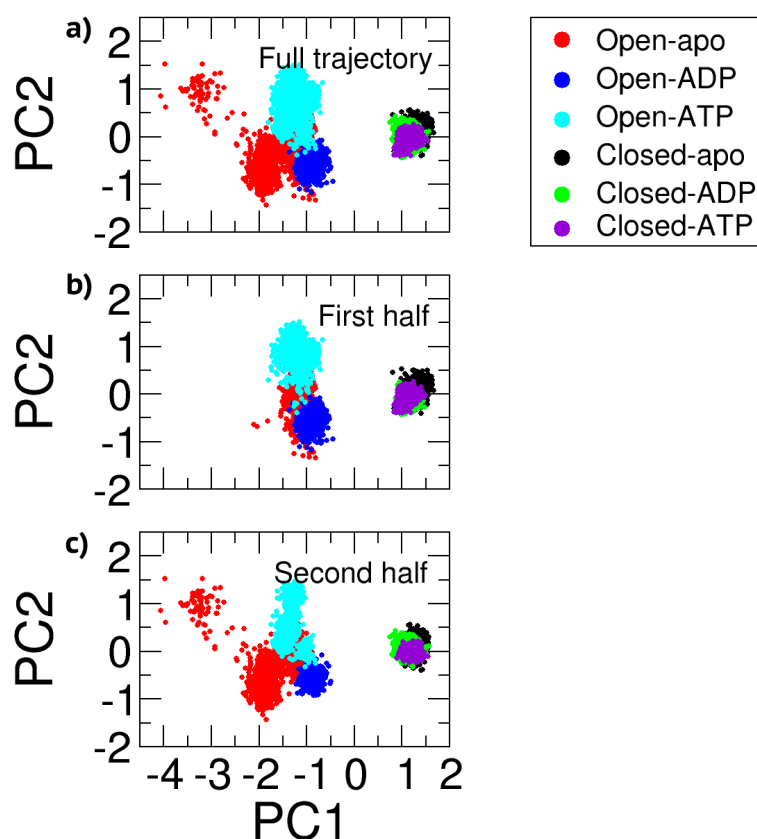 a)
Full trajectory
PC2
2
1
0
-1
-2
Open-apo
Open-ADP
Open-ATP
Closed-apo
Closed-ADP
Closed-ATP
b)
First half
PC2
2
1
0
-1
-2
c)
Second half
PC2
2
1
0
-1
-2
-4 -3 -2 -1 0 1 2
PC1